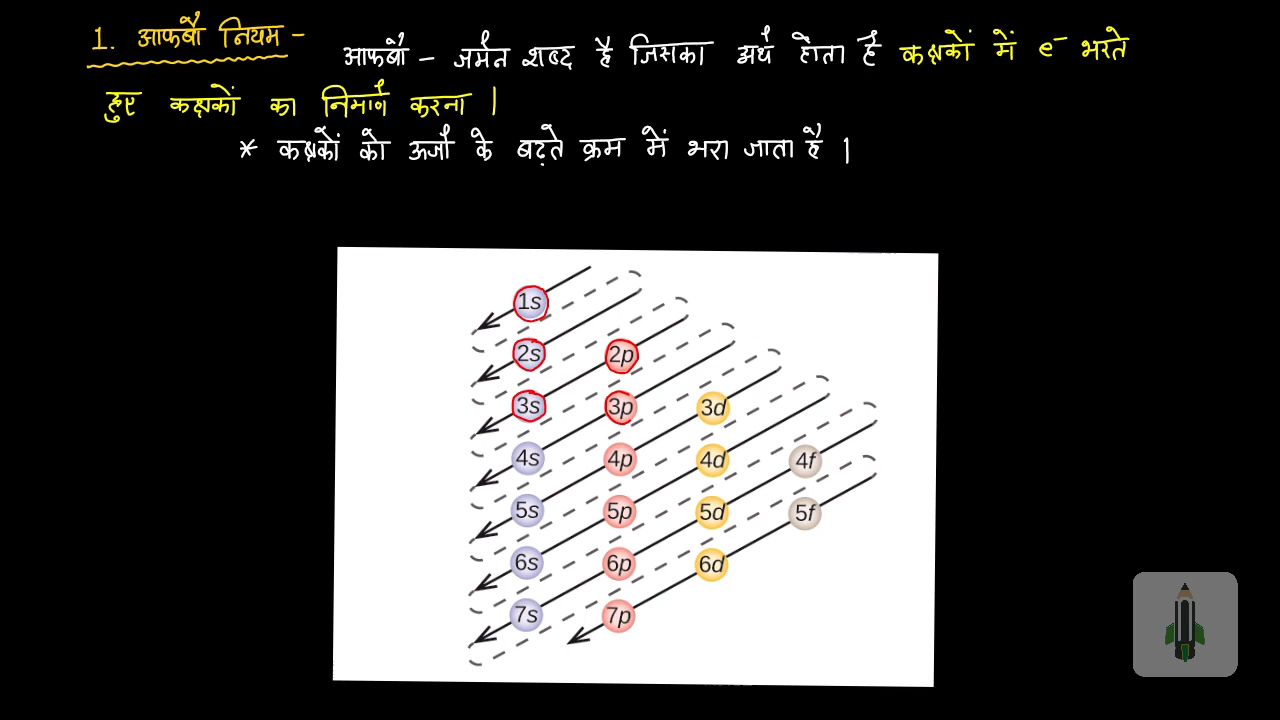 1. आफबौ नियम - आफबौ - जर्मन शब्द है जिसका अर्थ होता है कक्षकों में e⁻ भरते
हुए कक्षकों का निर्माण करना |
* कक्षकों को ऊर्जा के बढ़ते क्रम में भरा जाता है |
1s
2s 2p
3s 3p 3d
4s 4p 4d 4f
5s 5p 5d 5f
6s 6p 6d
7s 7p